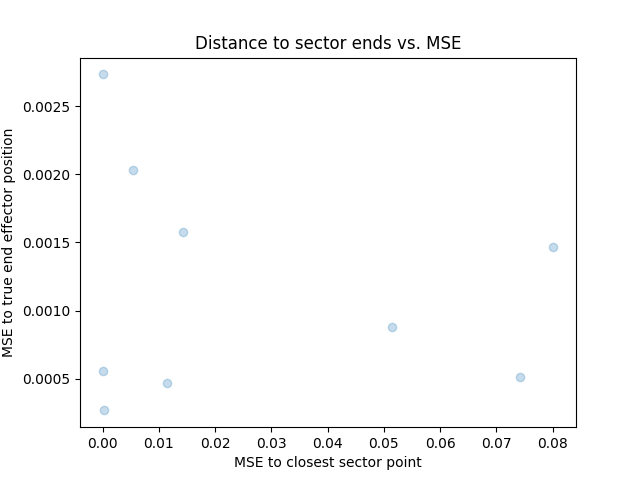 Distance to sector ends vs. MSE
MSE to true end effector position
0.0025
0.0020
0.0015
0.0010
0.0005
0.00 0.01 0.02 0.03 0.04 0.05 0.06 0.07 0.08
MSE to closest sector point